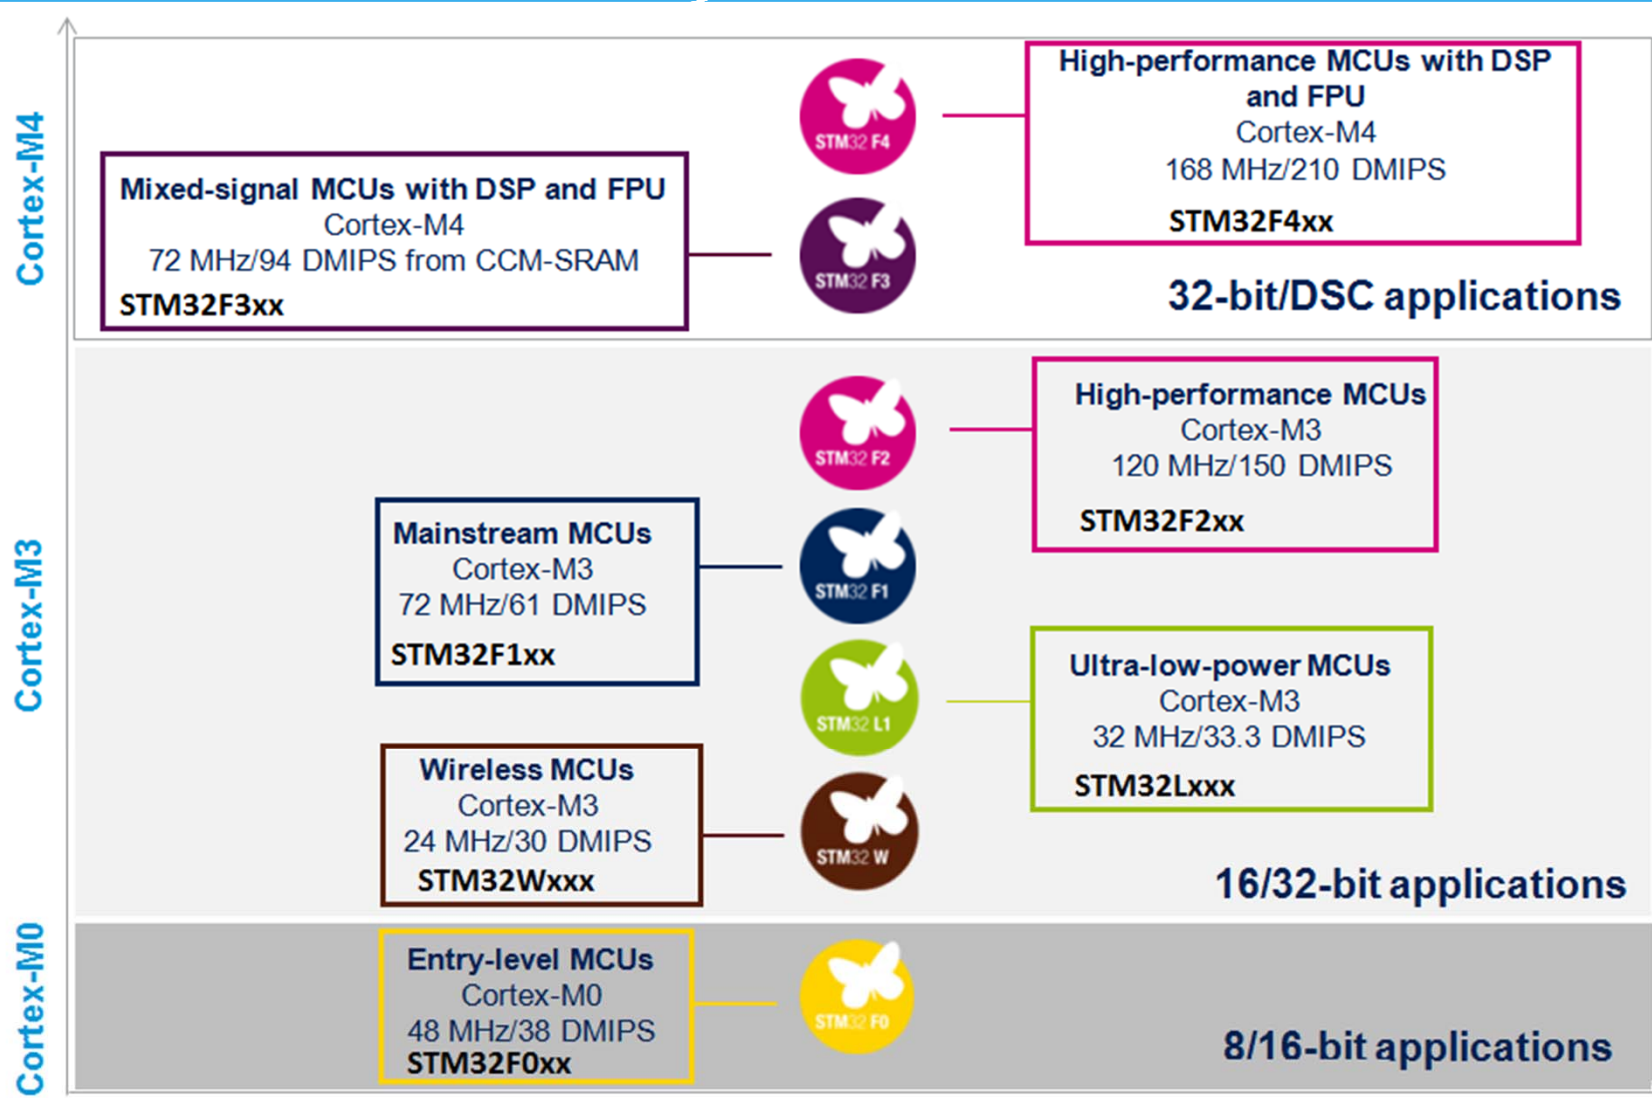 Cortex-M4
High-performance MCUs with DSP
and FPU
Cortex-M4
168 MHz/210 DMIPS
STM32F4xx
STM32 F4
Mixed-signal MCUs with DSP and FPU
Cortex-M4
72 MHz/94 DMIPS from CCM-SRAM
STM32F3xx
STM32 F3
32-bit/DSC applications
Cortex-M3
STM32 F2
High-performance MCUs
Cortex-M3
120 MHz/150 DMIPS
STM32F2xx
Mainstream MCUs
Cortex-M3
72 MHz/61 DMIPS
STM32F1xx
STM32 F1
STM32 L1
Ultra-low-power MCUs
Cortex-M3
32 MHz/33.3 DMIPS
STM32Lxxx
Wireless MCUs
Cortex-M3
24 MHz/30 DMIPS
STM32Wxxx
STM32 W
16/32-bit applications
Cortex-M0
Entry-level MCUs
Cortex-M0
48 MHz/38 DMIPS
STM32F0xx
STM32 F0
8/16-bit applications